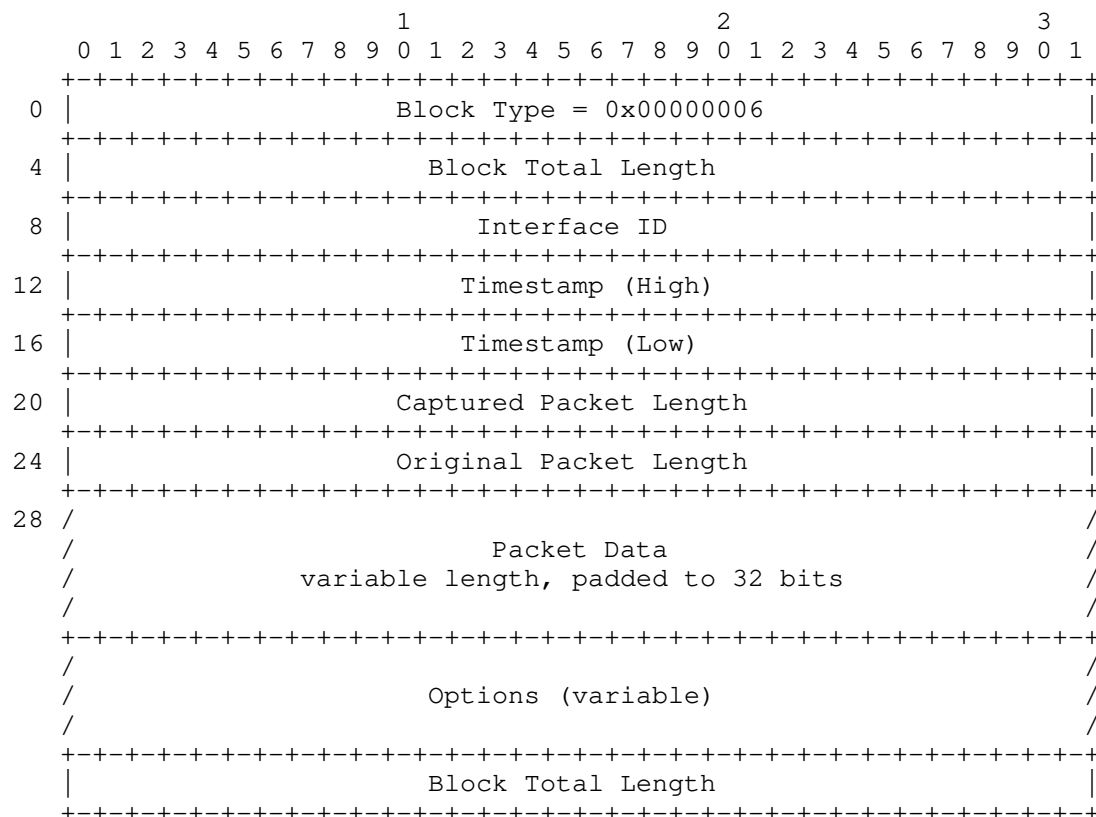 1                   2                   3
    0 1 2 3 4 5 6 7 8 9 0 1 2 3 4 5 6 7 8 9 0 1 2 3 4 5 6 7 8 9 0 1
   +-+-+-+-+-+-+-+-+-+-+-+-+-+-+-+-+-+-+-+-+-+-+-+-+-+-+-+-+-+-+-+-+
 0 |                    Block Type = 0x00000006                    |
   +-+-+-+-+-+-+-+-+-+-+-+-+-+-+-+-+-+-+-+-+-+-+-+-+-+-+-+-+-+-+-+-+
 4 |                      Block Total Length                       |
   +-+-+-+-+-+-+-+-+-+-+-+-+-+-+-+-+-+-+-+-+-+-+-+-+-+-+-+-+-+-+-+-+
 8 |                         Interface ID                          |
   +-+-+-+-+-+-+-+-+-+-+-+-+-+-+-+-+-+-+-+-+-+-+-+-+-+-+-+-+-+-+-+-+
12 |                        Timestamp (High)                       |
   +-+-+-+-+-+-+-+-+-+-+-+-+-+-+-+-+-+-+-+-+-+-+-+-+-+-+-+-+-+-+-+-+
16 |                        Timestamp (Low)                        |
   +-+-+-+-+-+-+-+-+-+-+-+-+-+-+-+-+-+-+-+-+-+-+-+-+-+-+-+-+-+-+-+-+
20 |                    Captured Packet Length                     |
   +-+-+-+-+-+-+-+-+-+-+-+-+-+-+-+-+-+-+-+-+-+-+-+-+-+-+-+-+-+-+-+-+
24 |                    Original Packet Length                     |
   +-+-+-+-+-+-+-+-+-+-+-+-+-+-+-+-+-+-+-+-+-+-+-+-+-+-+-+-+-+-+-+-+
28 /                                                               /
   /                          Packet Data                          /
   /              variable length, padded to 32 bits               /
   /                                                               /
   +-+-+-+-+-+-+-+-+-+-+-+-+-+-+-+-+-+-+-+-+-+-+-+-+-+-+-+-+-+-+-+-+
   /                                                               /
   /                      Options (variable)                       /
   /                                                               /
   +-+-+-+-+-+-+-+-+-+-+-+-+-+-+-+-+-+-+-+-+-+-+-+-+-+-+-+-+-+-+-+-+
   |                      Block Total Length                       |
   +-+-+-+-+-+-+-+-+-+-+-+-+-+-+-+-+-+-+-+-+-+-+-+-+-+-+-+-+-+-+-+-+